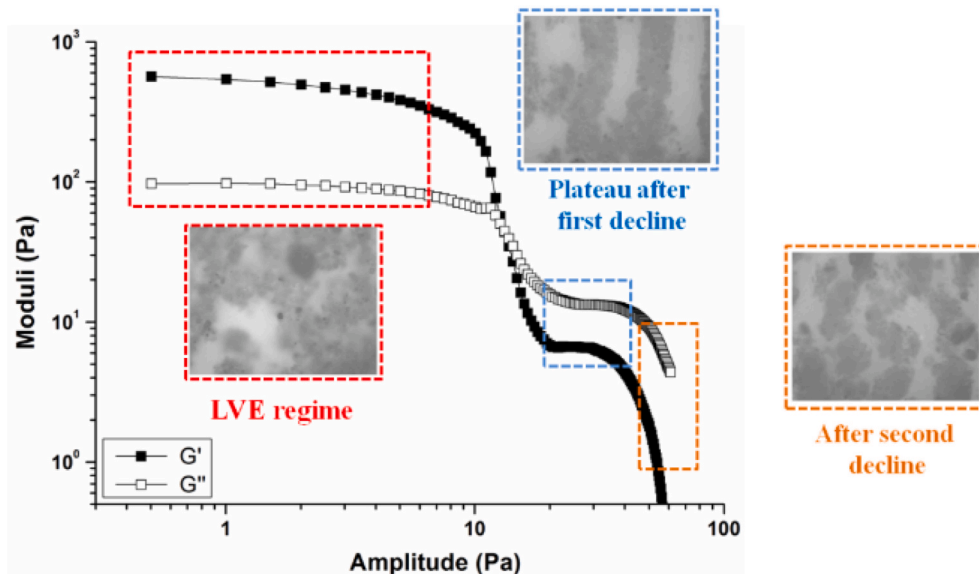 10³
10²
10¹
10⁰
Moduli (Pa)
Plateau after
first decline
LVE regime
After second
decline
G'
G"
1
10
100
Amplitude (Pa)